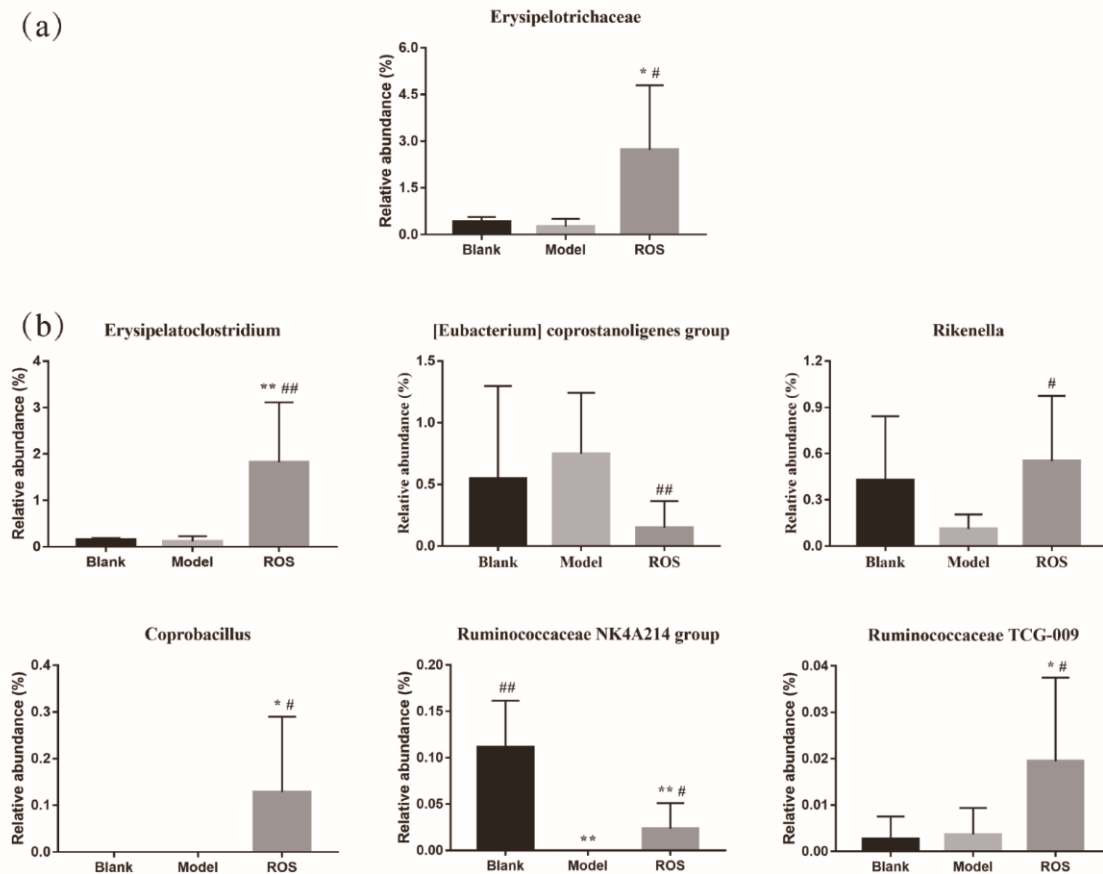 (a)
Erysipelotrichaceae
Relative abundance (%)
6.0
4.5
3.0
1.5
0.0
* #
Blank Model ROS
(b)
Erysipelatoclostridium
Relative abundance (%)
4
3
2
1
0
** ##
Blank Model ROS
[Eubacterium] coprostanoligenes group
Relative abundance (%)
1.5
1.0
0.5
0.0
##
Blank Model ROS
Rikenella
Relative abundance (%)
1.2
0.9
0.6
0.3
0.0
#
Blank Model ROS
Coprobacillus
Relative abundance (%)
0.4
0.3
0.2
0.1
0.0
* #
Blank Model ROS
Ruminococcaceae NK4A214 group
Relative abundance (%)
0.20
0.15
0.10
0.05
0.00
##
**
** #
Blank Model ROS
Ruminococcaceae TCG-009
Relative abundance (%)
0.04
0.03
0.02
0.01
0.00
* #
Blank Model ROS